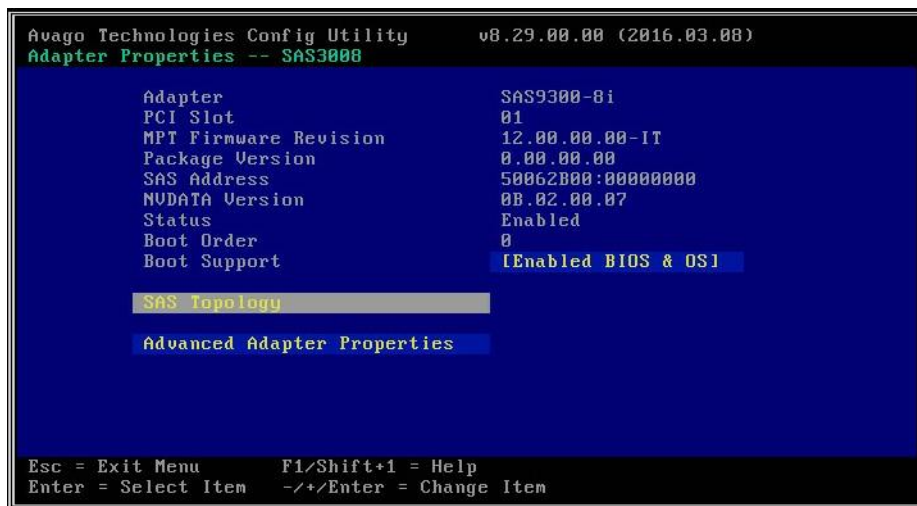 Avago Technologies Config Utility v8.29.00.00 (2016.03.08)
Adapter Properties -- SAS3008
Adapter SAS9300-8i
PCI Slot 01
MPT Firmware Revision 12.00.00.00-IT
Package Version 0.00.00.00
SAS Address 50062B00:00000000
NVDATA Version 0B.02.00.07
Status Enabled
Boot Order 0
Boot Support [Enabled BIOS & OS]
SAS Topology
Advanced Adapter Properties
Esc = Exit Menu F1/Shift+1 = Help
Enter = Select Item -/+/Enter = Change Item